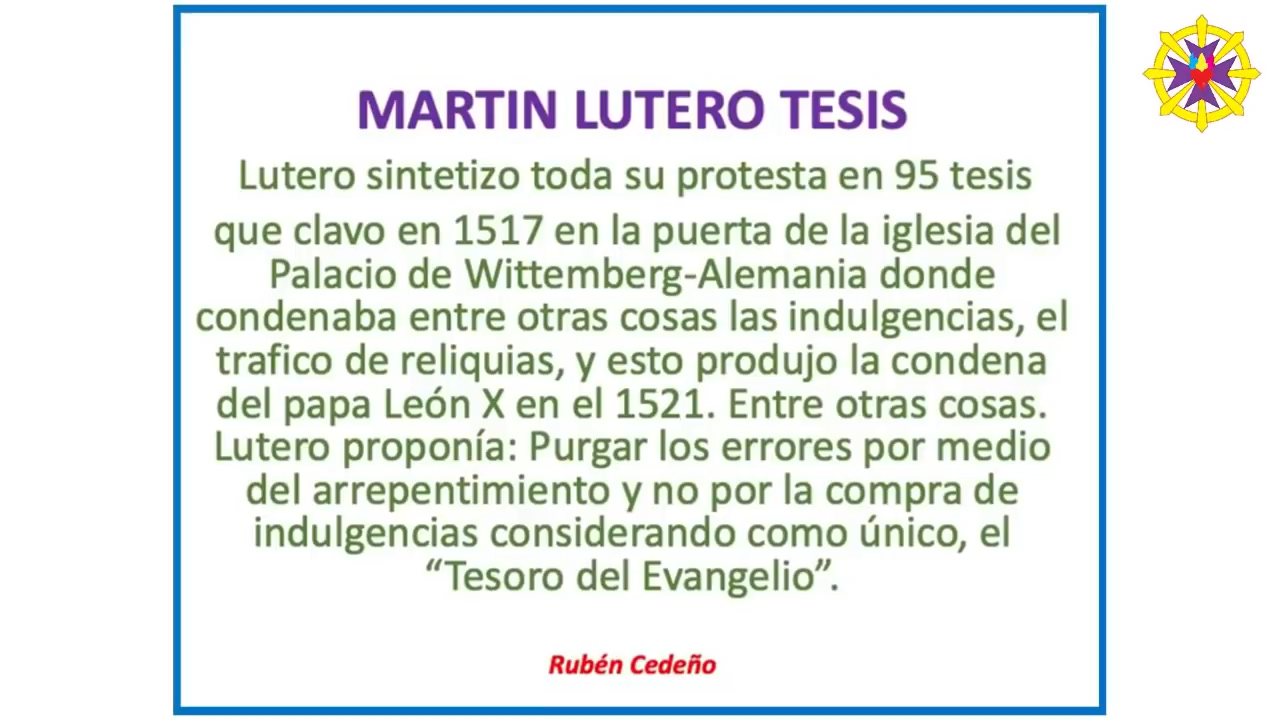 MARTIN LUTERO TESIS
Lutero sintetizo toda su protesta en 95 tesis
que clavo en 1517 en la puerta de la iglesia del
Palacio de Wittemberg-Alemania donde
condenaba entre otras cosas las indulgencias, el
trafico de reliquias, y esto produjo la condena
del papa León X en el 1521. Entre otras cosas.
Lutero proponía: Purgar los errores por medio
del arrepentimiento y no por la compra de
indulgencias considerando como único, el
“Tesoro del Evangelio”.
Rubén Cedeño